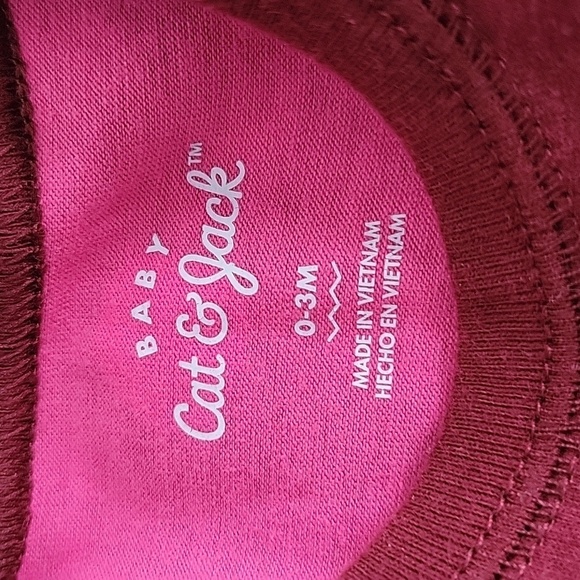 BABY
Cat & Jack™
0-3M
MADE IN VIETNAM
HECHO EN VIETNAM